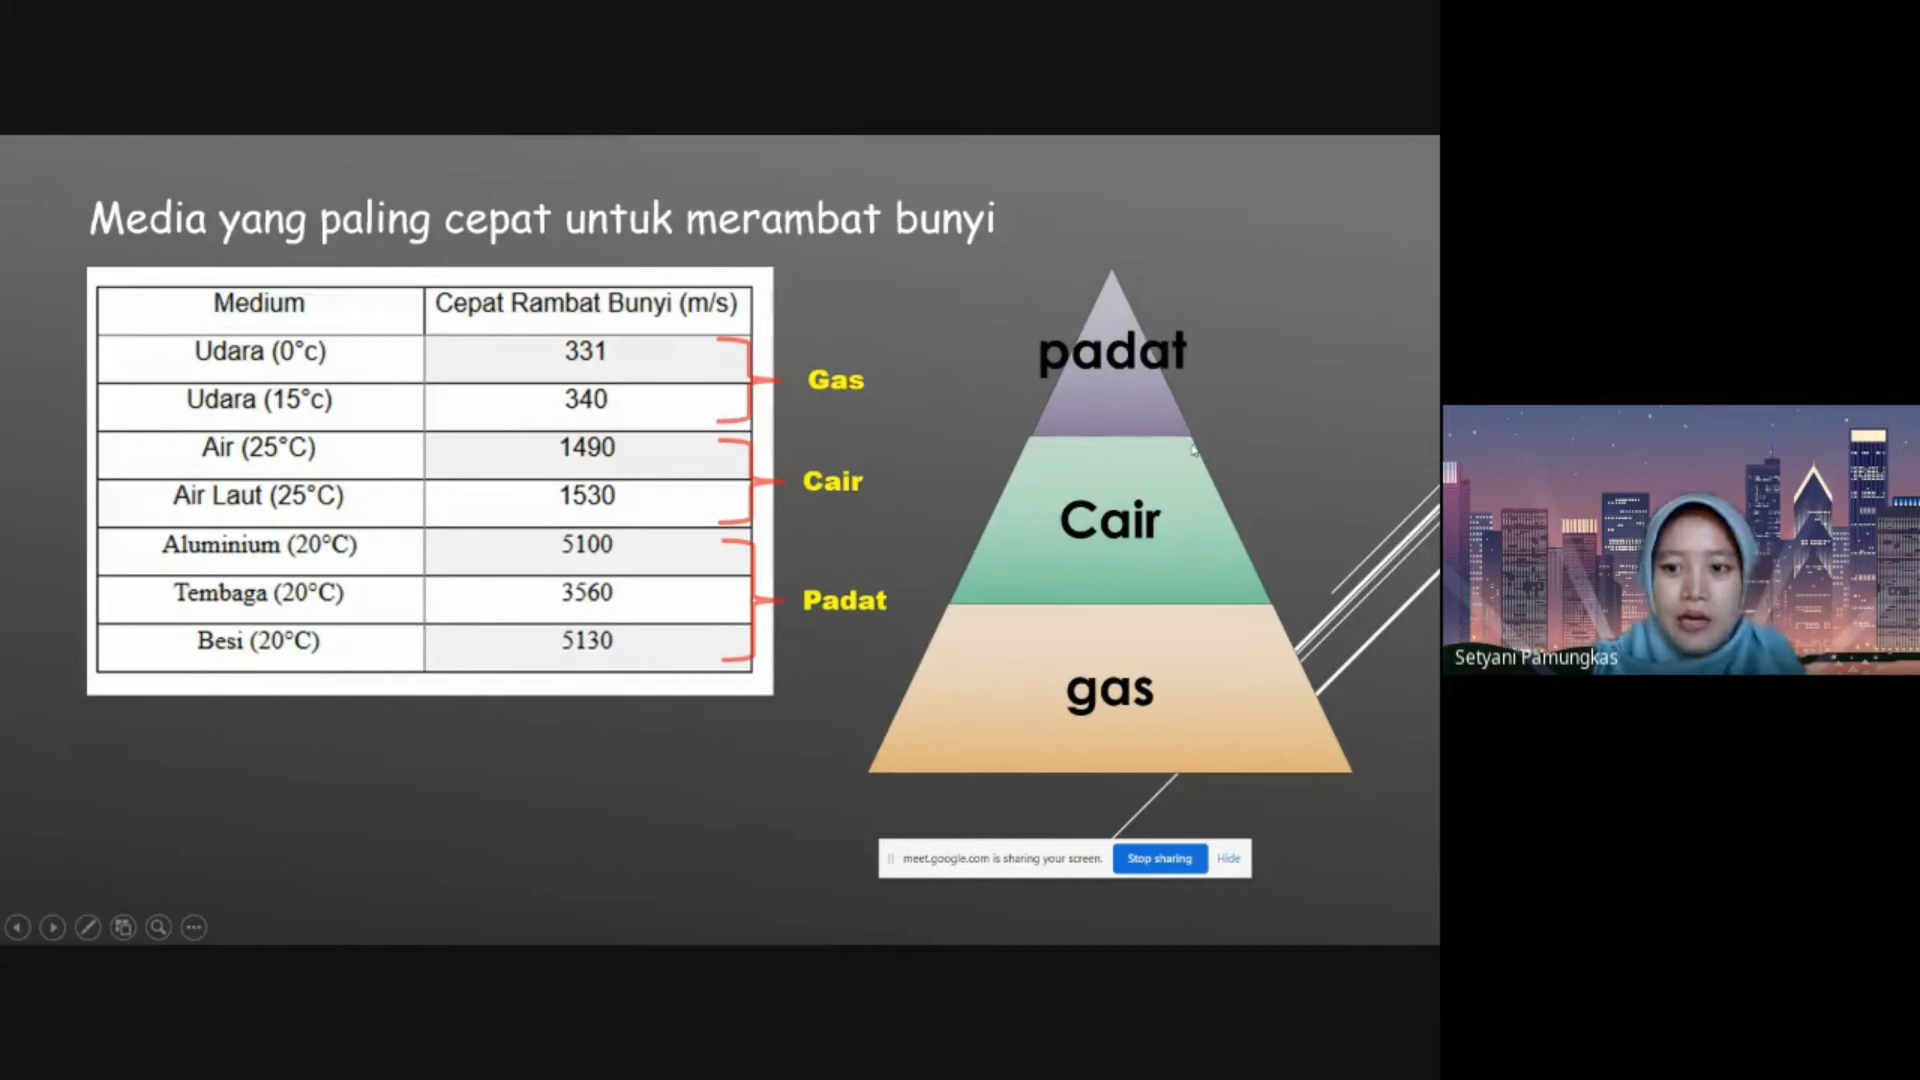 Media yang paling cepat untuk merambat bunyi
Medium Cepat Rambat Bunyi (m/s)
Udara (0°c) 331
Udara (15°c) 340
Air (25°C) 1490
Air Laut (25°C) 1530
Aluminium (20°C) 5100
Tembaga (20°C) 3560
Besi (20°C) 5130
Gas
Cair
Padat
padat
Cair
gas
meet.google.com is sharing your screen. Stop sharing Hide
Setyani Pamungkas